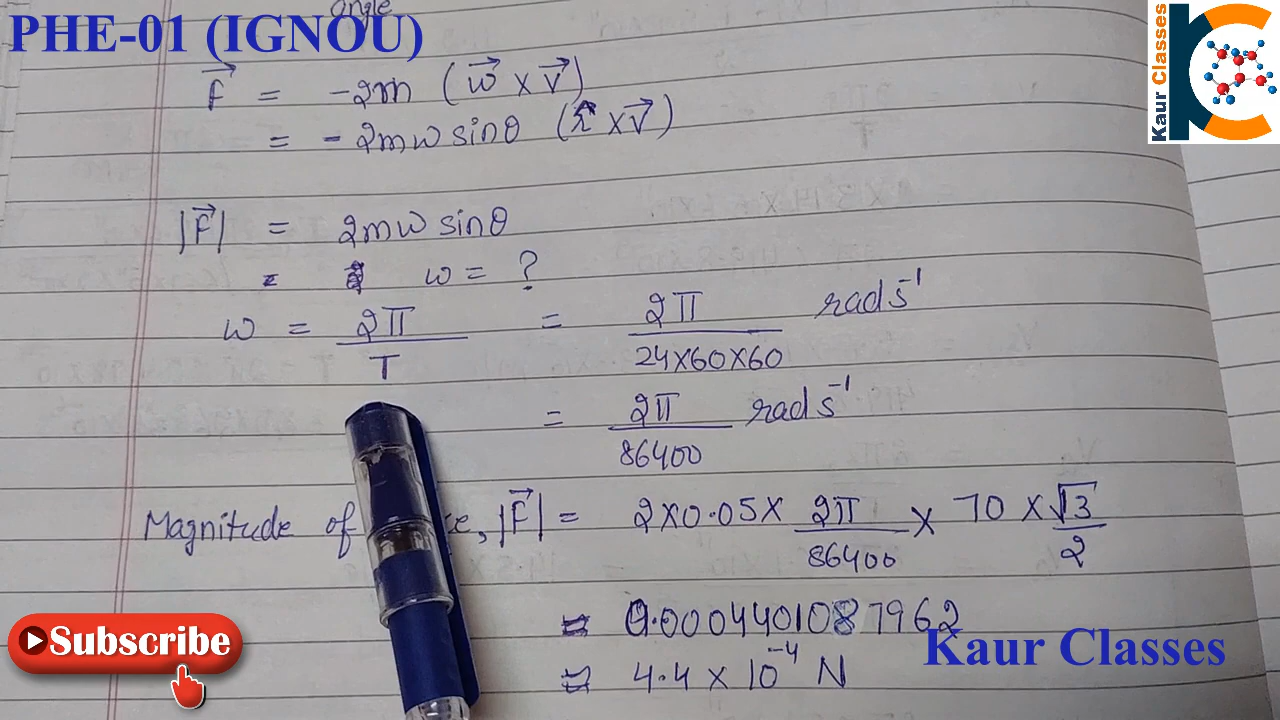 angle
PHE-01 (IGNOU)
Kaur Classes
F⃗ = -2m (ω⃗ × v⃗)
= -2mω sinθ (r̂ × v⃗)
|F⃗| = 2mω sinθ
= ω = ?
ω = 2π/T = 2π/24×60×60 rad s⁻¹
= 2π/86400 rad s⁻¹
Magnitude of |F⃗| = 2×0.05× 2π/86400 × 70 × √3/2
= 0.0004401087962
= 4.4 × 10⁻⁴ N
Subscribe
Kaur Classes